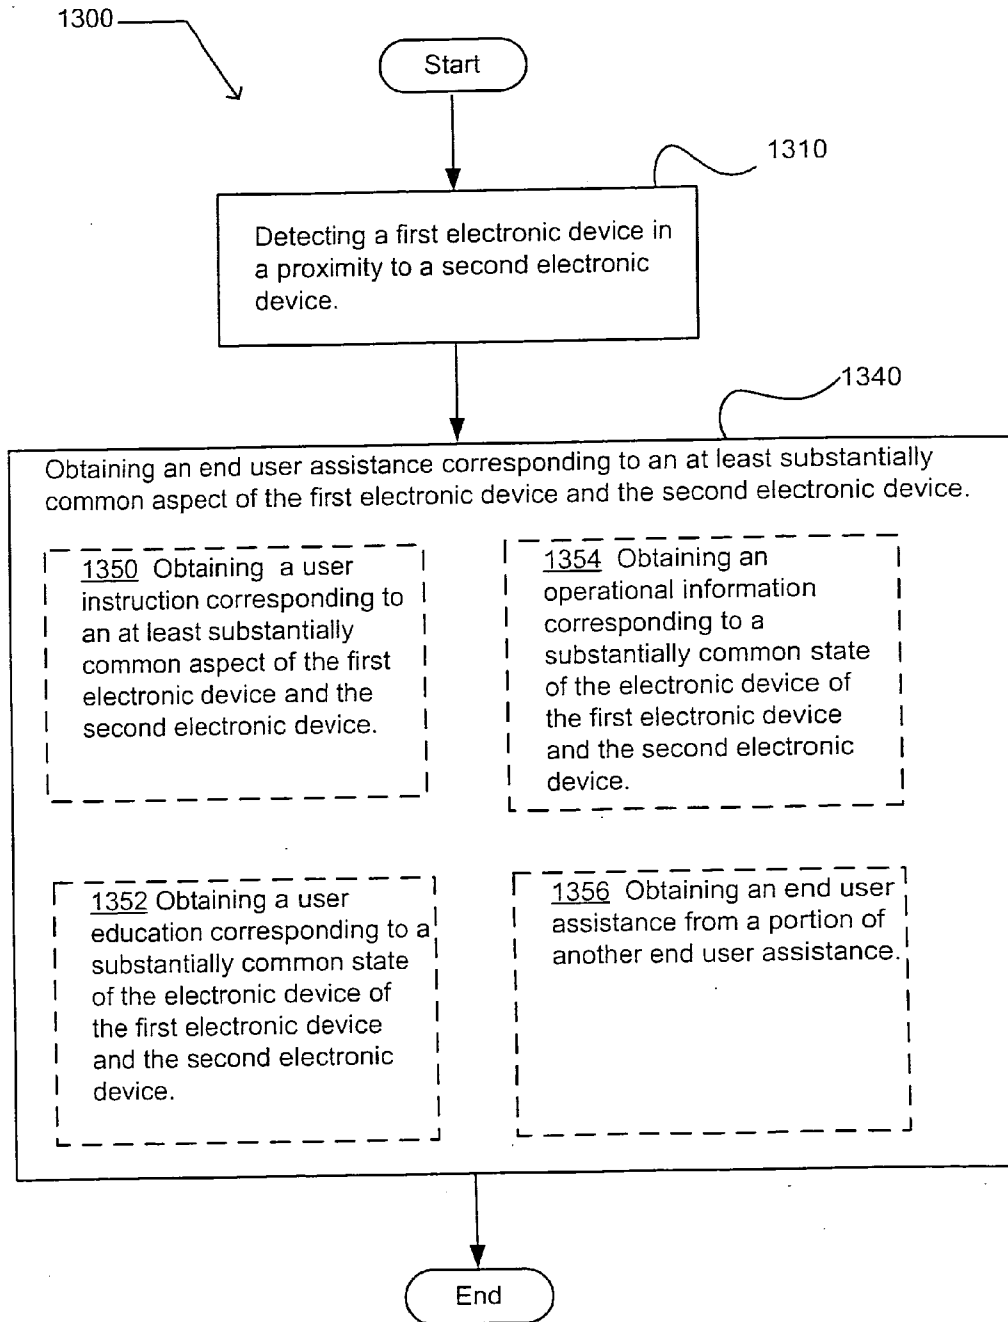 1300
Start
1310
Detecting a first electronic device in
a proximity to a second electronic
device.
1340
Obtaining an end user assistance corresponding to an at least substantially
common aspect of the first electronic device and the second electronic device.
1350 Obtaining a user
instruction corresponding to
an at least substantially
common aspect of the first
electronic device and the
second electronic device.
1354 Obtaining an
operational information
corresponding to a
substantially common state
of the electronic device of
the first electronic device
and the second electronic
device.
1352 Obtaining a user
education corresponding to a
substantially common state
of the electronic device of
the first electronic device
and the second electronic
device.
1356 Obtaining an end user
assistance from a portion of
another end user assistance.
End